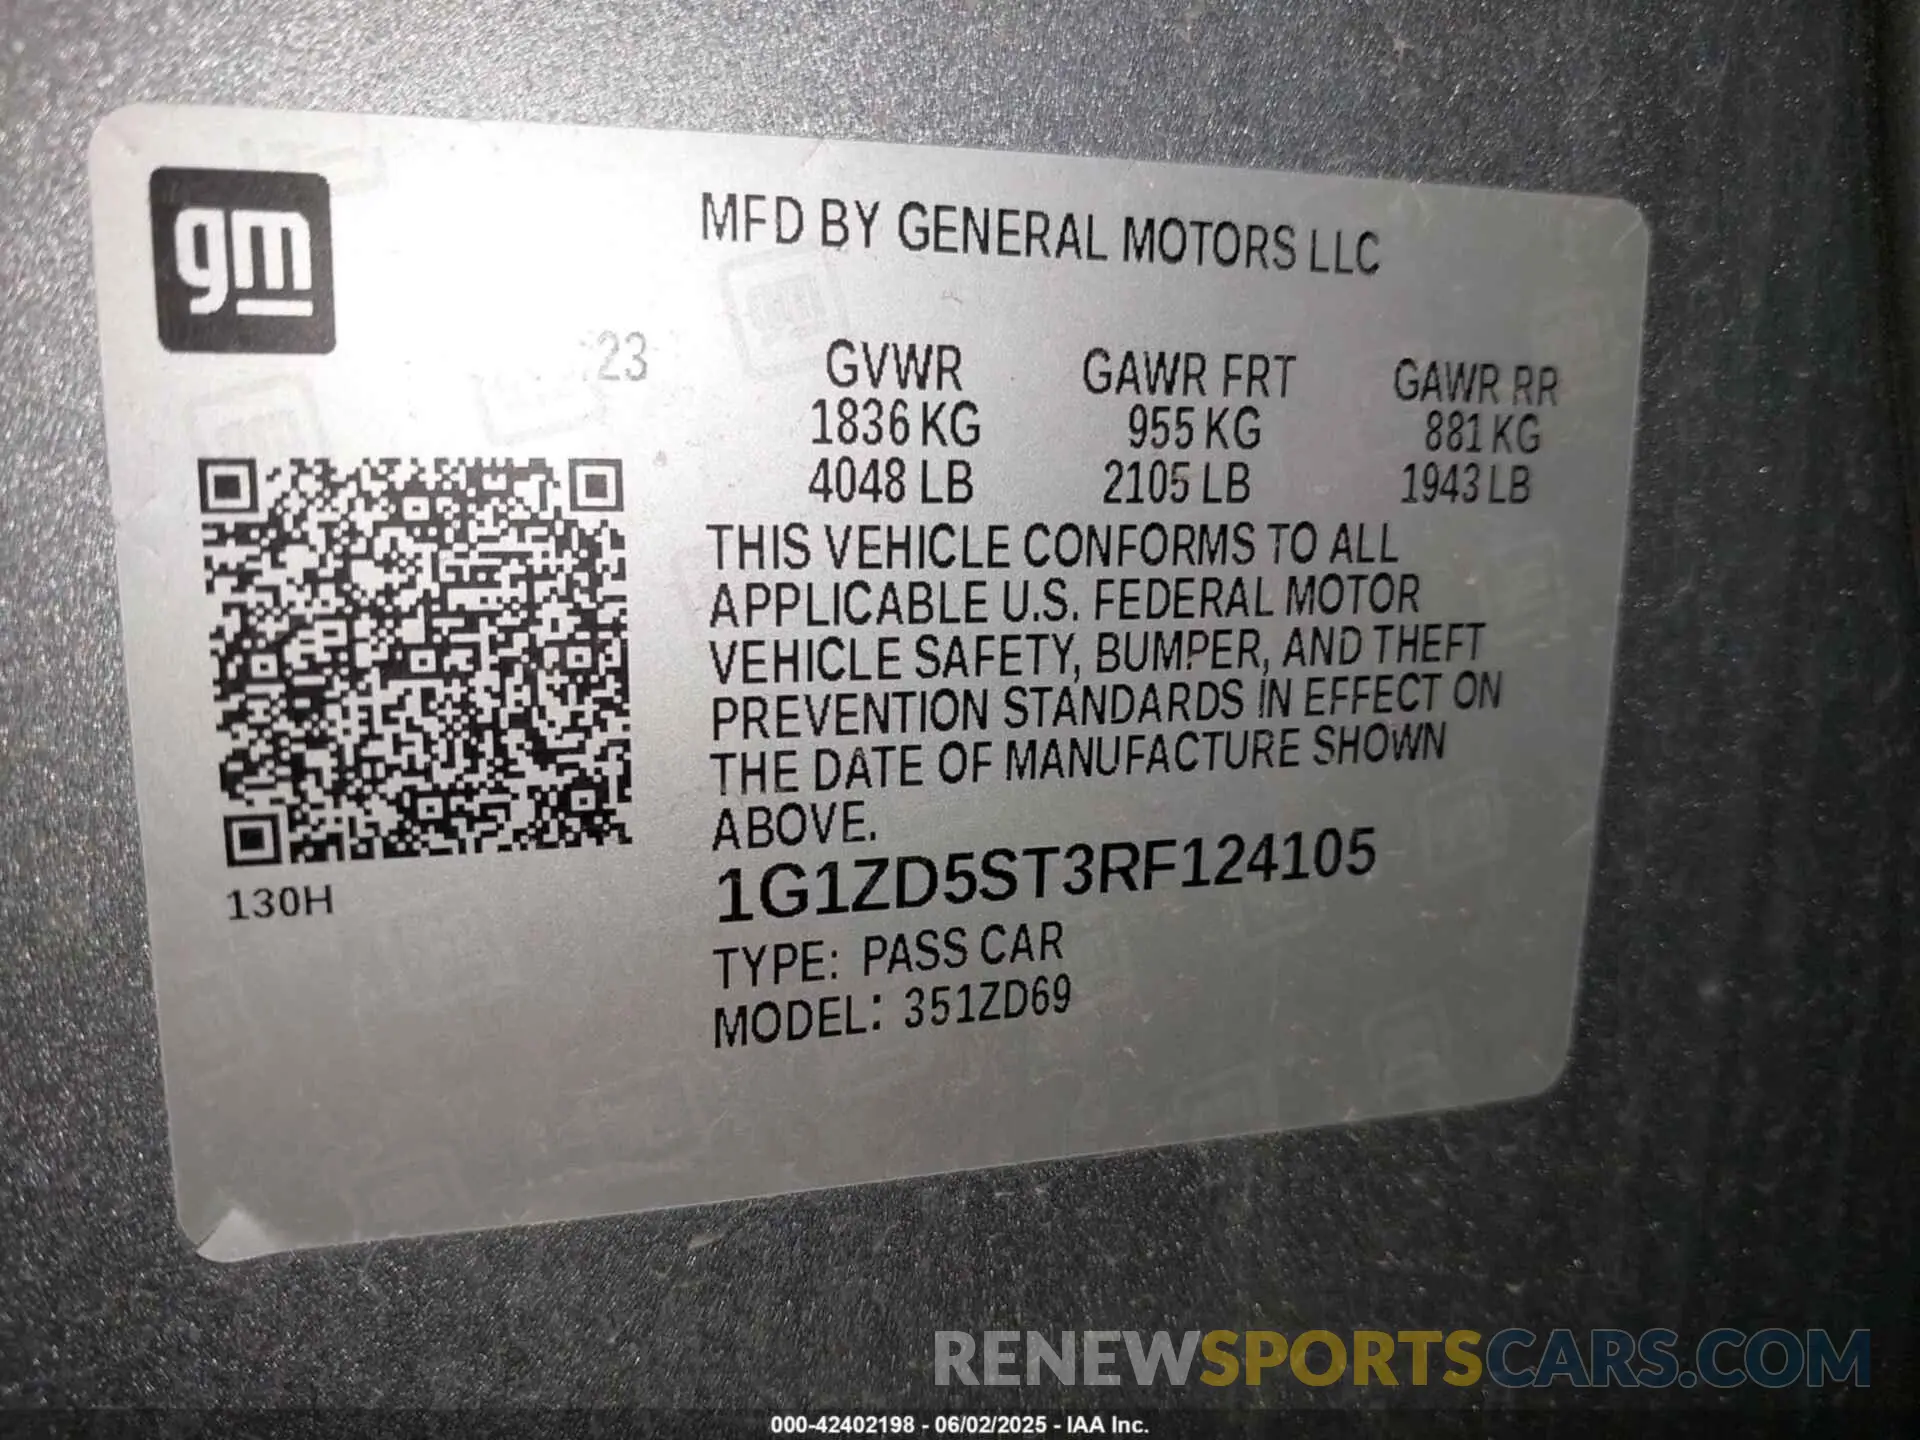 gm
MFD BY GENERAL MOTORS LLC
23
GVWR GAWR FRT GAWR RR
1836 KG 955 KG 881 KG
4048 LB 2105 LB 1943 LB
THIS VEHICLE CONFORMS TO ALL
APPLICABLE U.S. FEDERAL MOTOR
VEHICLE SAFETY, BUMPER, AND THEFT
PREVENTION STANDARDS IN EFFECT ON
THE DATE OF MANUFACTURE SHOWN
ABOVE.
130H
1G1ZD5ST3RF124105
TYPE: PASS CAR
MODEL: 351ZD69
RENEWSPORTSCARS.COM
000-42402198 - 06/02/2025 - IAA Inc.